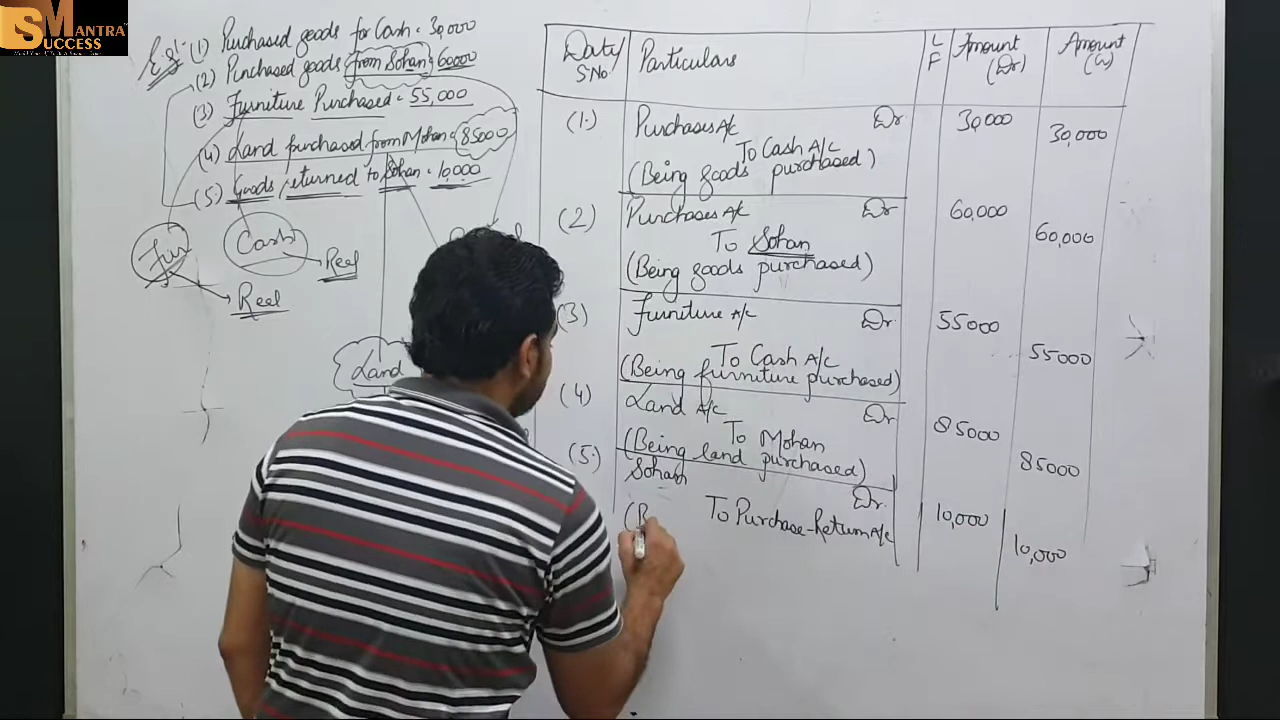 SMANTRA
SUCCESS
E.g:-
(1) Purchased goods for Cash = 30,000
(2) Purchased goods from Sohan = 60000
(3) Furniture Purchased = 55,000
(4) Land purchased from Mohan = 85000
(5) Goods returned to Sohan = 10,000
Fur
Cash
Real
Real
Land
Date/ S.No. Particulars L F Amount (Dr) Amount (Cr)
(1.) Purchases A/c Dr 30,000
To Cash A/c 30,000
(Being goods purchased)
(2) Purchases A/c Dr 60,000
To Sohan 60,000
(Being goods purchased)
(3) Furniture A/c Dr. 55000
To Cash A/c 55000
(Being furniture purchased)
(4) Land A/c Dr 85000
To Mohan 85000
(Being land purchased)
(5.) Sohan Dr. 10,000
To Purchase-Return A/c 10,000
(B